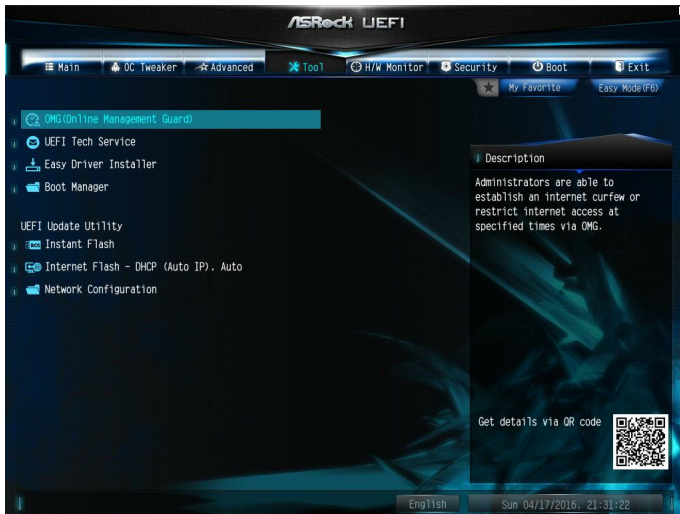 ASRock UEFI
Main OC Tweaker Advanced Tool H/W Monitor Security Boot Exit
My Favorite Easy Mode(F6)
OMG(Online Management Guard)
UEFI Tech Service
Easy Driver Installer
Boot Manager
UEFI Update Utility
Instant Flash
Internet Flash - DHCP (Auto IP), Auto
Network Configuration
Description
Administrators are able to
establish an internet curfew or
restrict internet access at
specified times via OMG.
Get details via QR code
English Sun 04/17/2016, 21:31:22